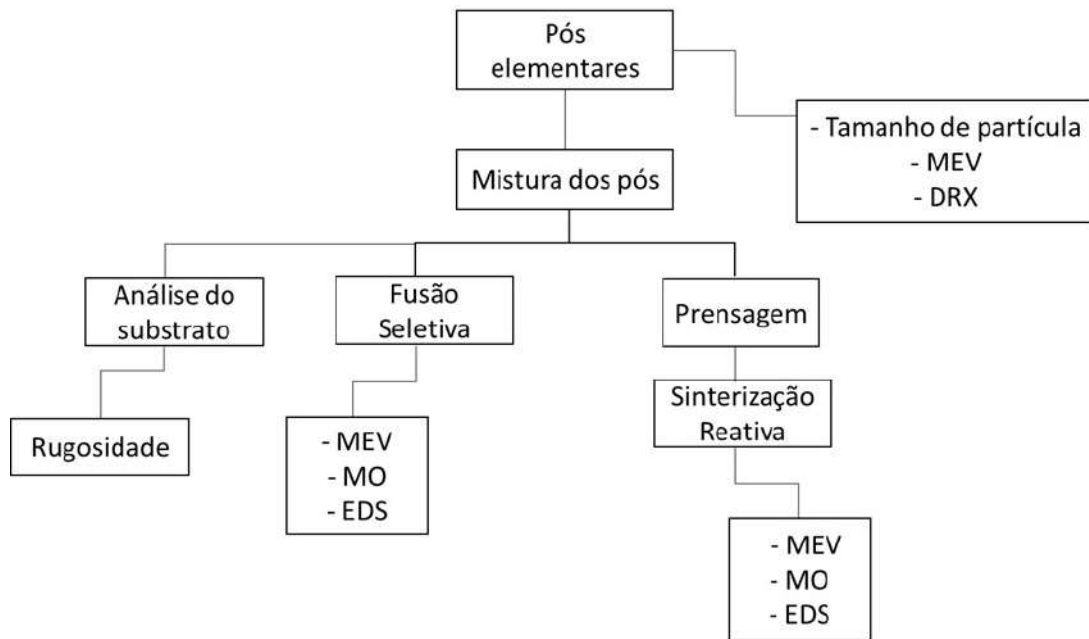 Pós
elementares
- Tamanho de partícula
- MEV
- DRX
Mistura dos pós
Análise do
substrato
Fusão
Seletiva
Prensagem
Rugosidade
- MEV
- MO
- EDS
Sinterização
Reativa
- MEV
- MO
- EDS